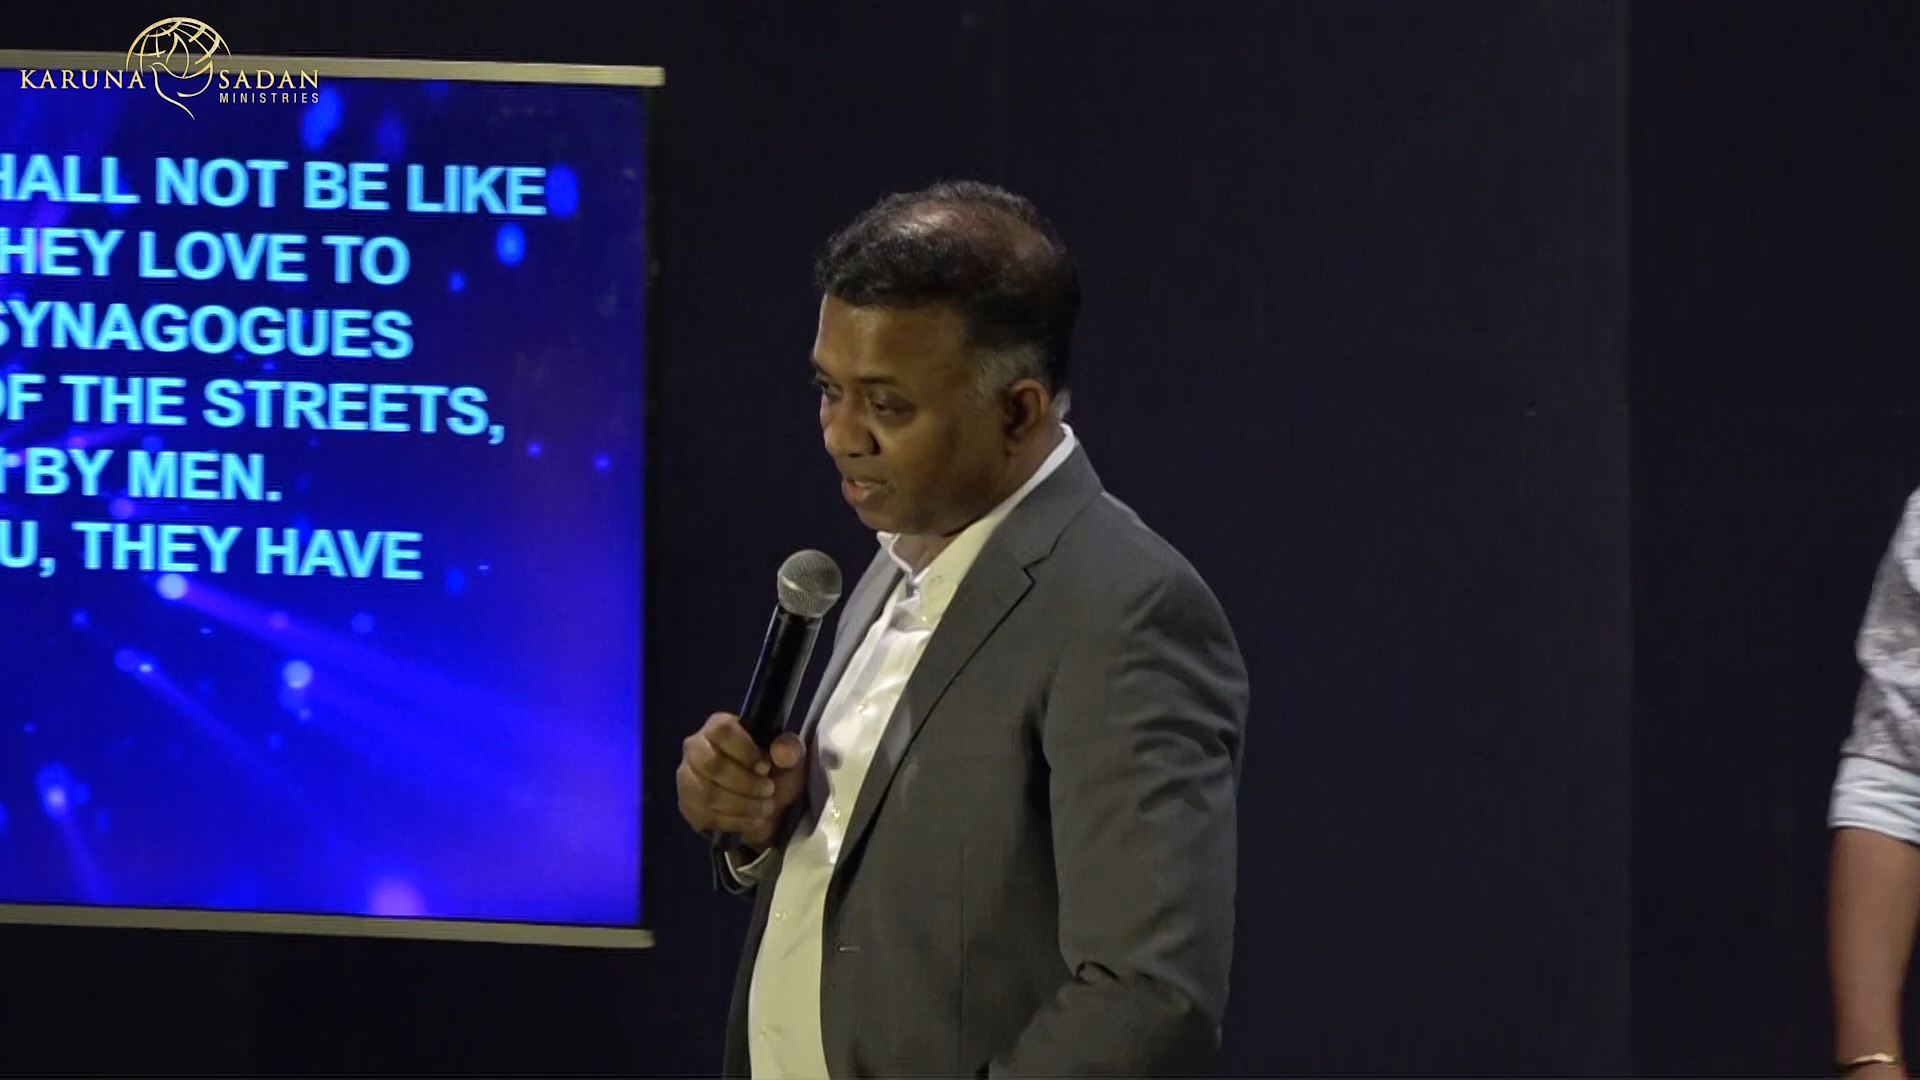 KARUNA SADAN
MINISTRIES
HALL NOT BE LIKE
HEY LOVE TO
SYNAGOGUES
OF THE STREETS,
BY MEN.
U, THEY HAVE